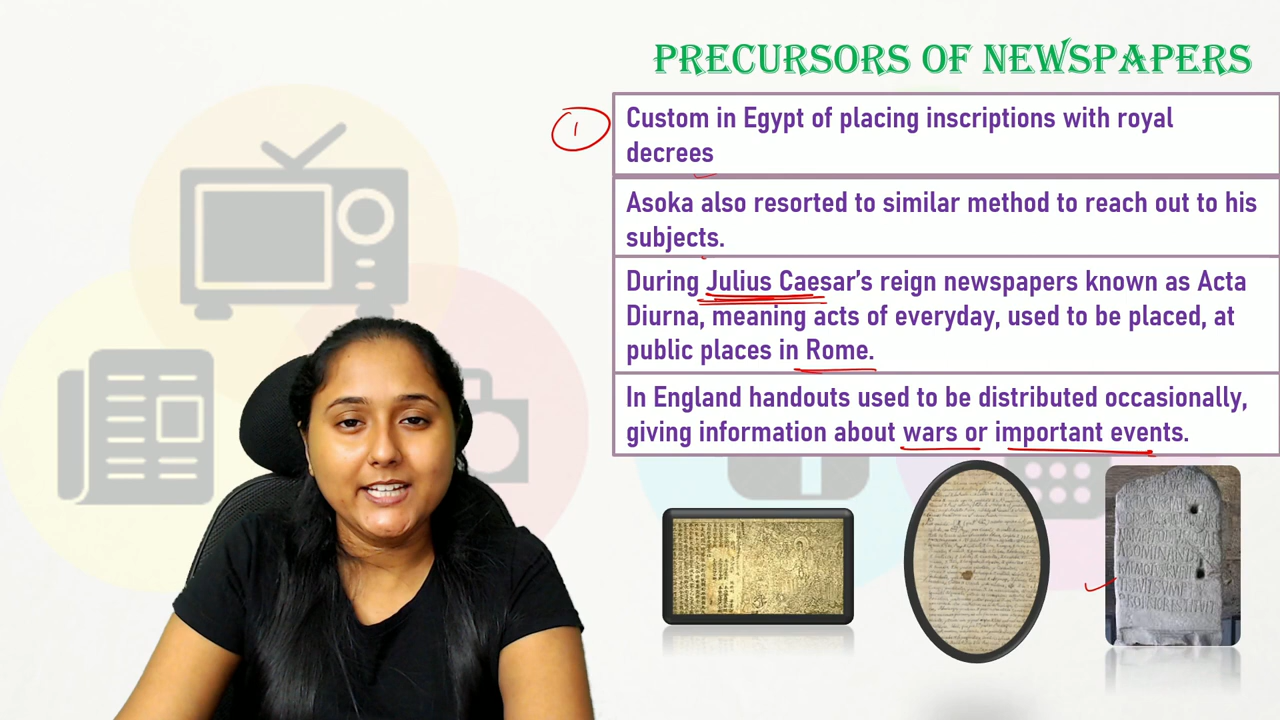 PRECURSORS OF NEWSPAPERS
1
Custom in Egypt of placing inscriptions with royal
decrees
Asoka also resorted to similar method to reach out to his
subjects.
During Julius Caesar's reign newspapers known as Acta
Diurna, meaning acts of everyday, used to be placed, at
public places in Rome.
In England handouts used to be distributed occasionally,
giving information about wars or important events.